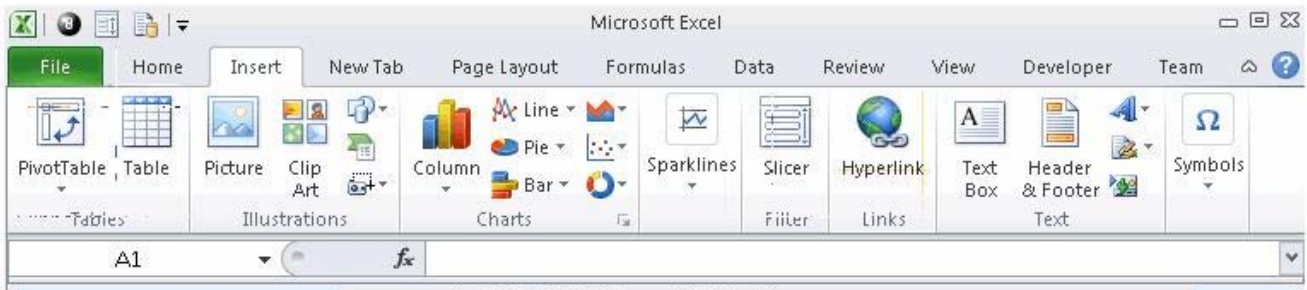 Microsoft Excel
File Home Insert New Tab Page Layout Formulas Data Review View Developer Team
PivotTable Table Picture Clip Art Column Line Pie Bar Sparklines Slicer Hyperlink Text Box Header & Footer A Ω Symbols
Tables Illustrations Charts Filter Links Text
A1 fx